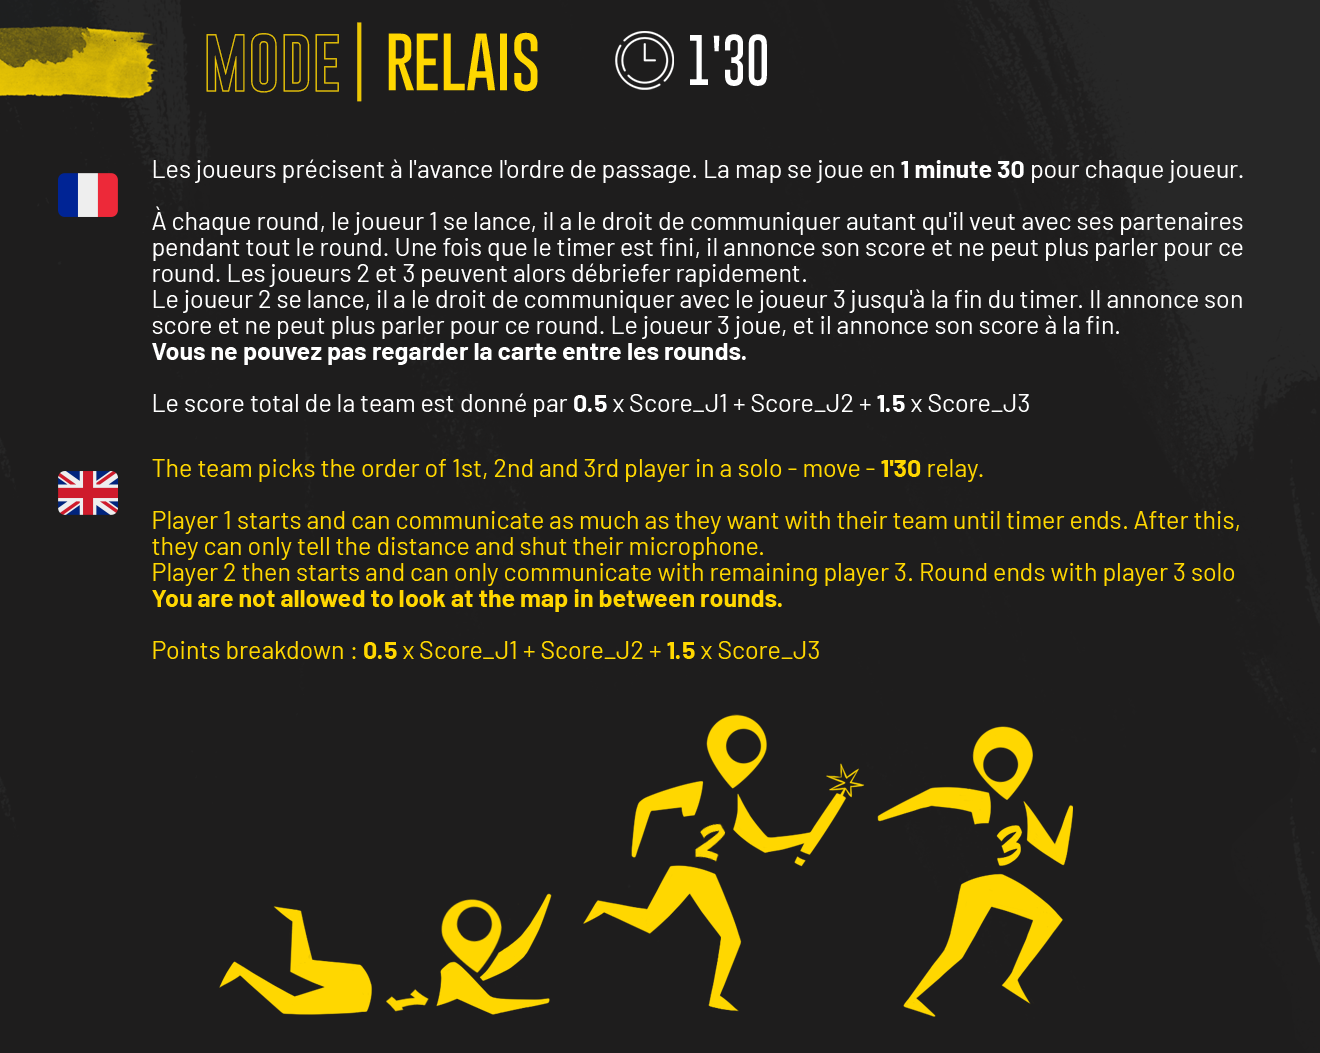 MODE | RELAIS 1'30
Les joueurs précisent à l'avance l'ordre de passage. La map se joue en 1 minute 30 pour chaque joueur.
À chaque round, le joueur 1 se lance, il a le droit de communiquer autant qu'il veut avec ses partenaires
pendant tout le round. Une fois que le timer est fini, il annonce son score et ne peut plus parler pour ce
round. Les joueurs 2 et 3 peuvent alors débriefer rapidement.
Le joueur 2 se lance, il a le droit de communiquer avec le joueur 3 jusqu'à la fin du timer. Il annonce son
score et ne peut plus parler pour ce round. Le joueur 3 joue, et il annonce son score à la fin.
Vous ne pouvez pas regarder la carte entre les rounds.
Le score total de la team est donné par 0.5 x Score_J1 + Score_J2 + 1.5 x Score_J3
The team picks the order of 1st, 2nd and 3rd player in a solo - move - 1'30 relay.
Player 1 starts and can communicate as much as they want with their team until timer ends. After this,
they can only tell the distance and shut their microphone.
Player 2 then starts and can only communicate with remaining player 3. Round ends with player 3 solo
You are not allowed to look at the map in between rounds.
Points breakdown : 0.5 x Score_J1 + Score_J2 + 1.5 x Score_J3
2
3